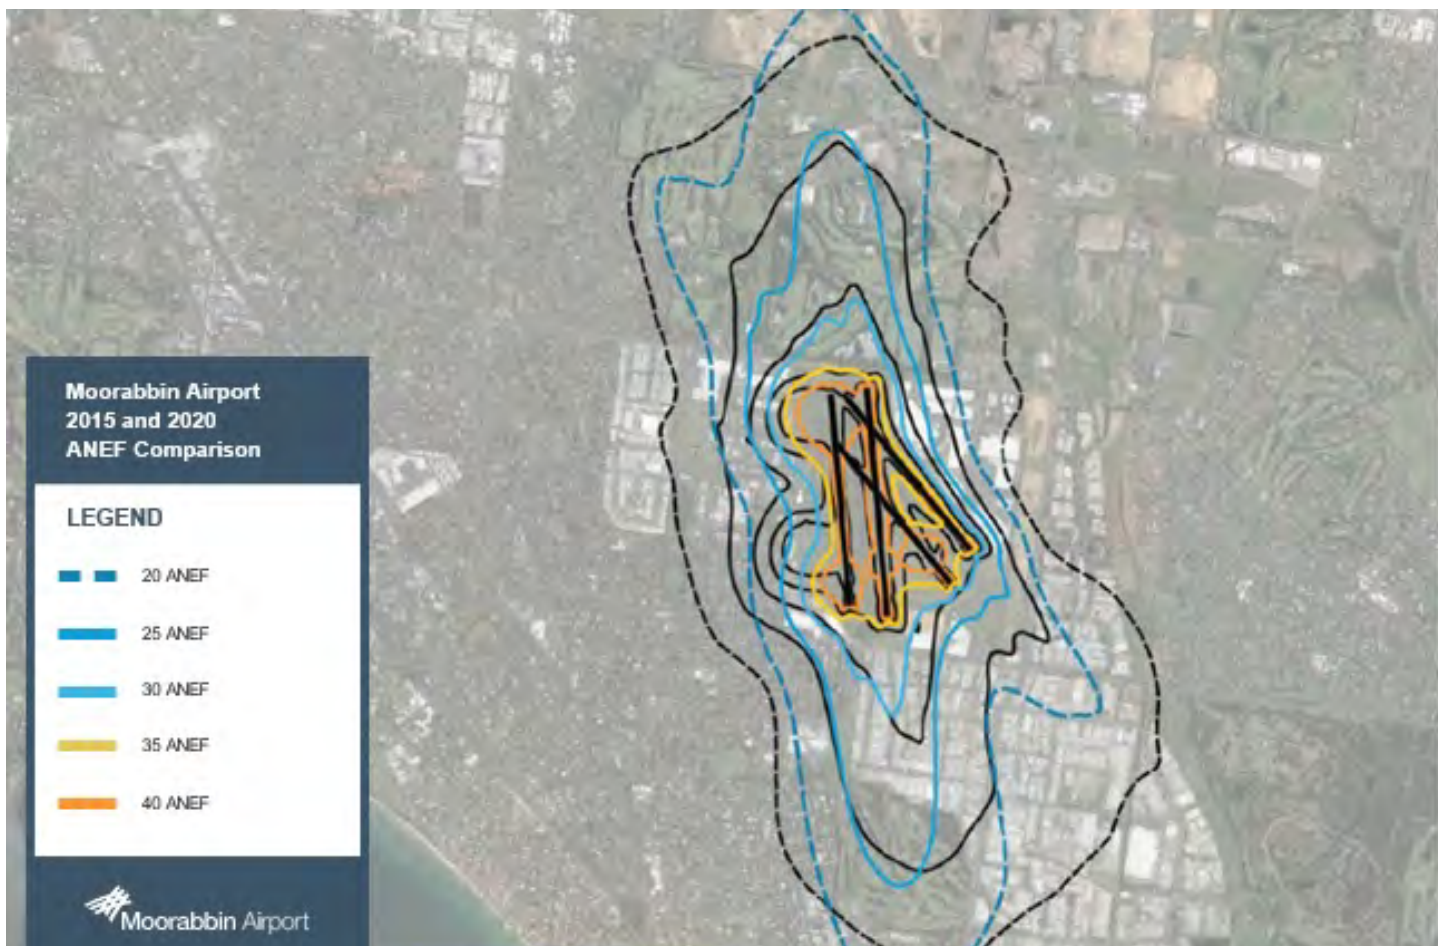 Moorabbin Airport
2015 and 2020
ANEF Comparison
LEGEND
20 ANEF
25 ANEF
30 ANEF
35 ANEF
40 ANEF
Moorabbin Airport